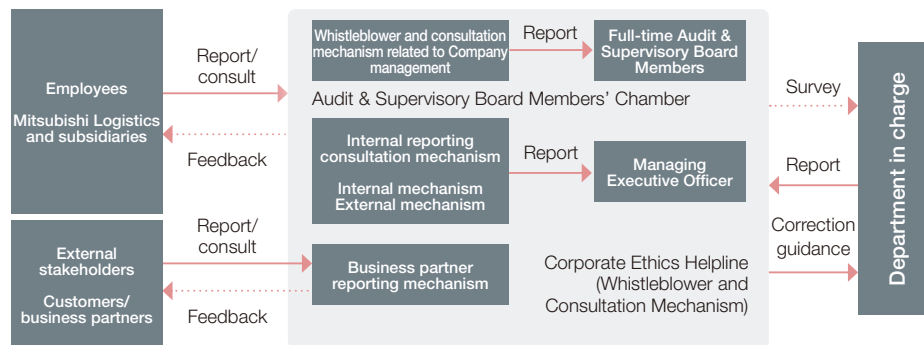 Employees
Mitsubishi Logistics
and subsidiaries
Report/
consult
Feedback
External
stakeholders
Customers/
business partners
Report/
consult
Feedback
Whistleblower and consultation
mechanism related to Company
management
Report
Full-time Audit &
Supervisory Board
Members
Audit & Supervisory Board Members’ Chamber
Internal reporting
consultation mechanism
Internal mechanism
External mechanism
Report
Managing
Executive Officer
Business partner
reporting mechanism
Corporate Ethics Helpline
(Whistleblower and
Consultation Mechanism)
Survey
Report
Correction
guidance
Department in charge